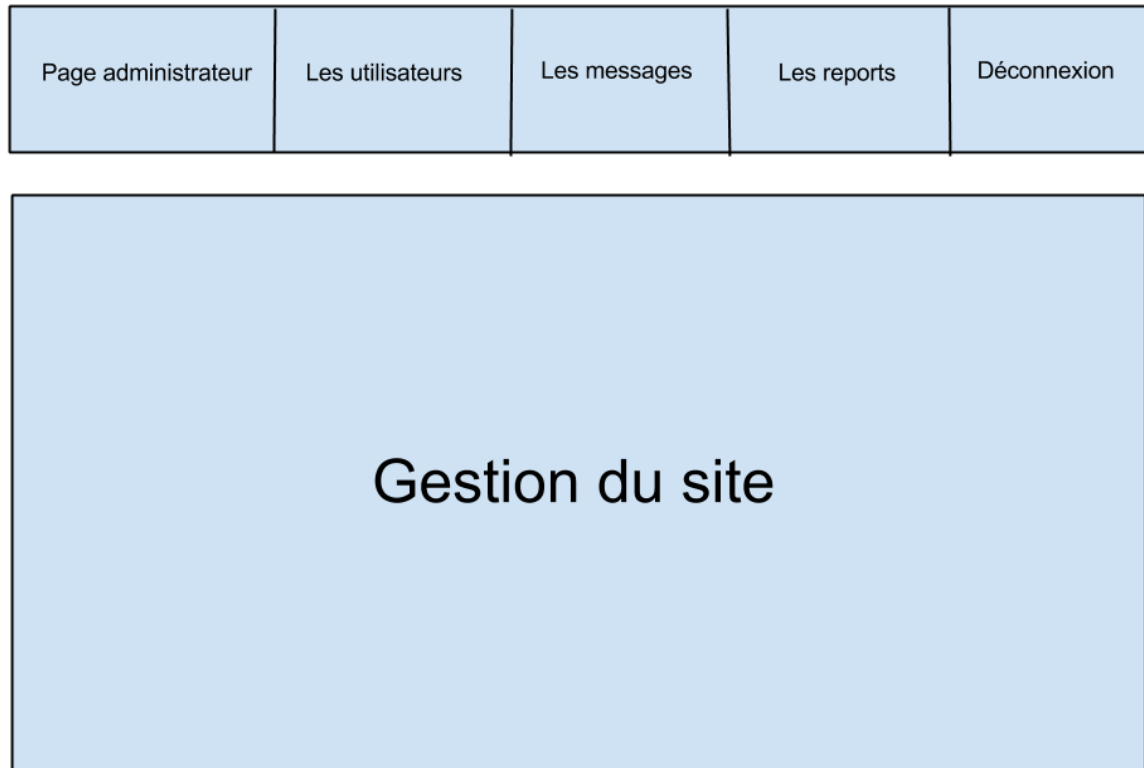 Page administrateur
Les utilisateurs
Les messages
Les reports
Déconnexion
Gestion du site